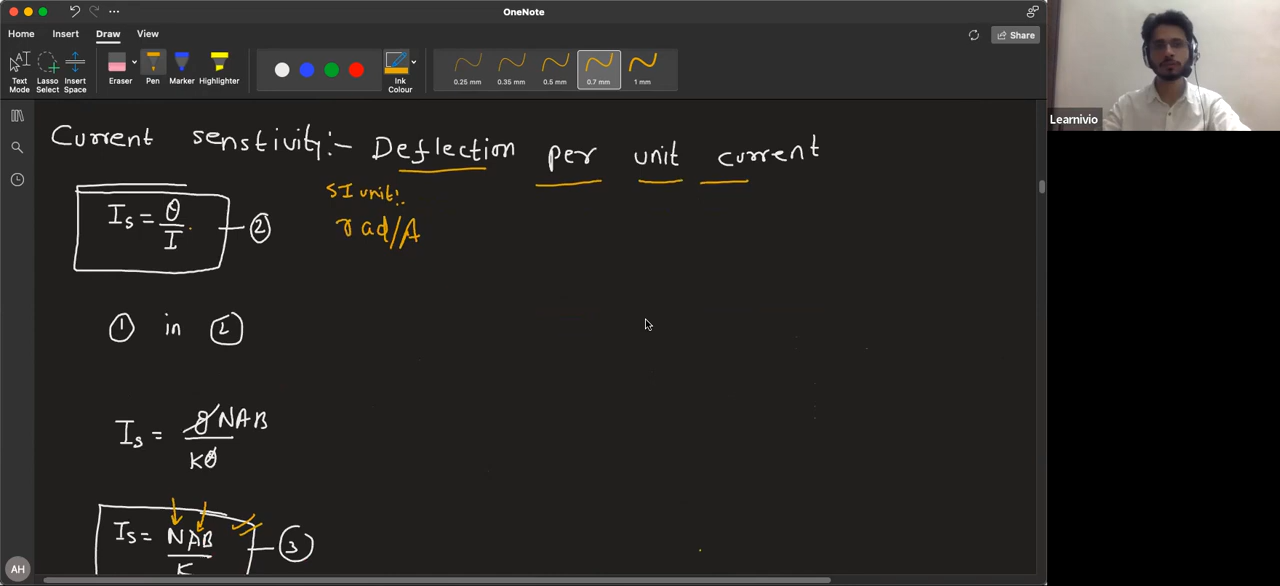 OneNote
Home Insert Draw View
Share
Text Mode
Lasso Select
Insert Space
Eraser
Pen
Marker
Highlighter
Ink Colour
0.25 mm
0.35 mm
0.5 mm
0.7 mm
1 mm
Learnivio
Current senstivity:- Deflection per unit current
SI unit:
Is = θ/I — ②
rad/A
① in ②
Is = θNAB/Kθ
Is = NAB/K — ③
AH